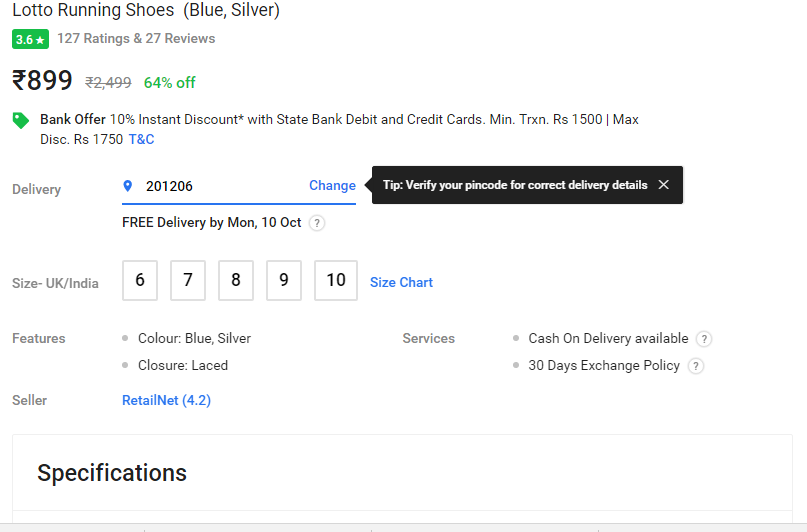 Lotto Running Shoes (Blue, Silver)
3.6★ 127 Ratings & 27 Reviews
₹899 ₹2,499 64% off
Bank Offer 10% Instant Discount* with State Bank Debit and Credit Cards. Min. Trxn. Rs 1500 | Max
Disc. Rs 1750 T&C
Delivery 201206 Change Tip: Verify your pincode for correct delivery details ✕
FREE Delivery by Mon, 10 Oct ?
Size- UK/India 6 7 8 9 10 Size Chart
Features • Colour: Blue, Silver Services • Cash On Delivery available ?
• Closure: Laced • 30 Days Exchange Policy ?
Seller RetailNet (4.2)
Specifications